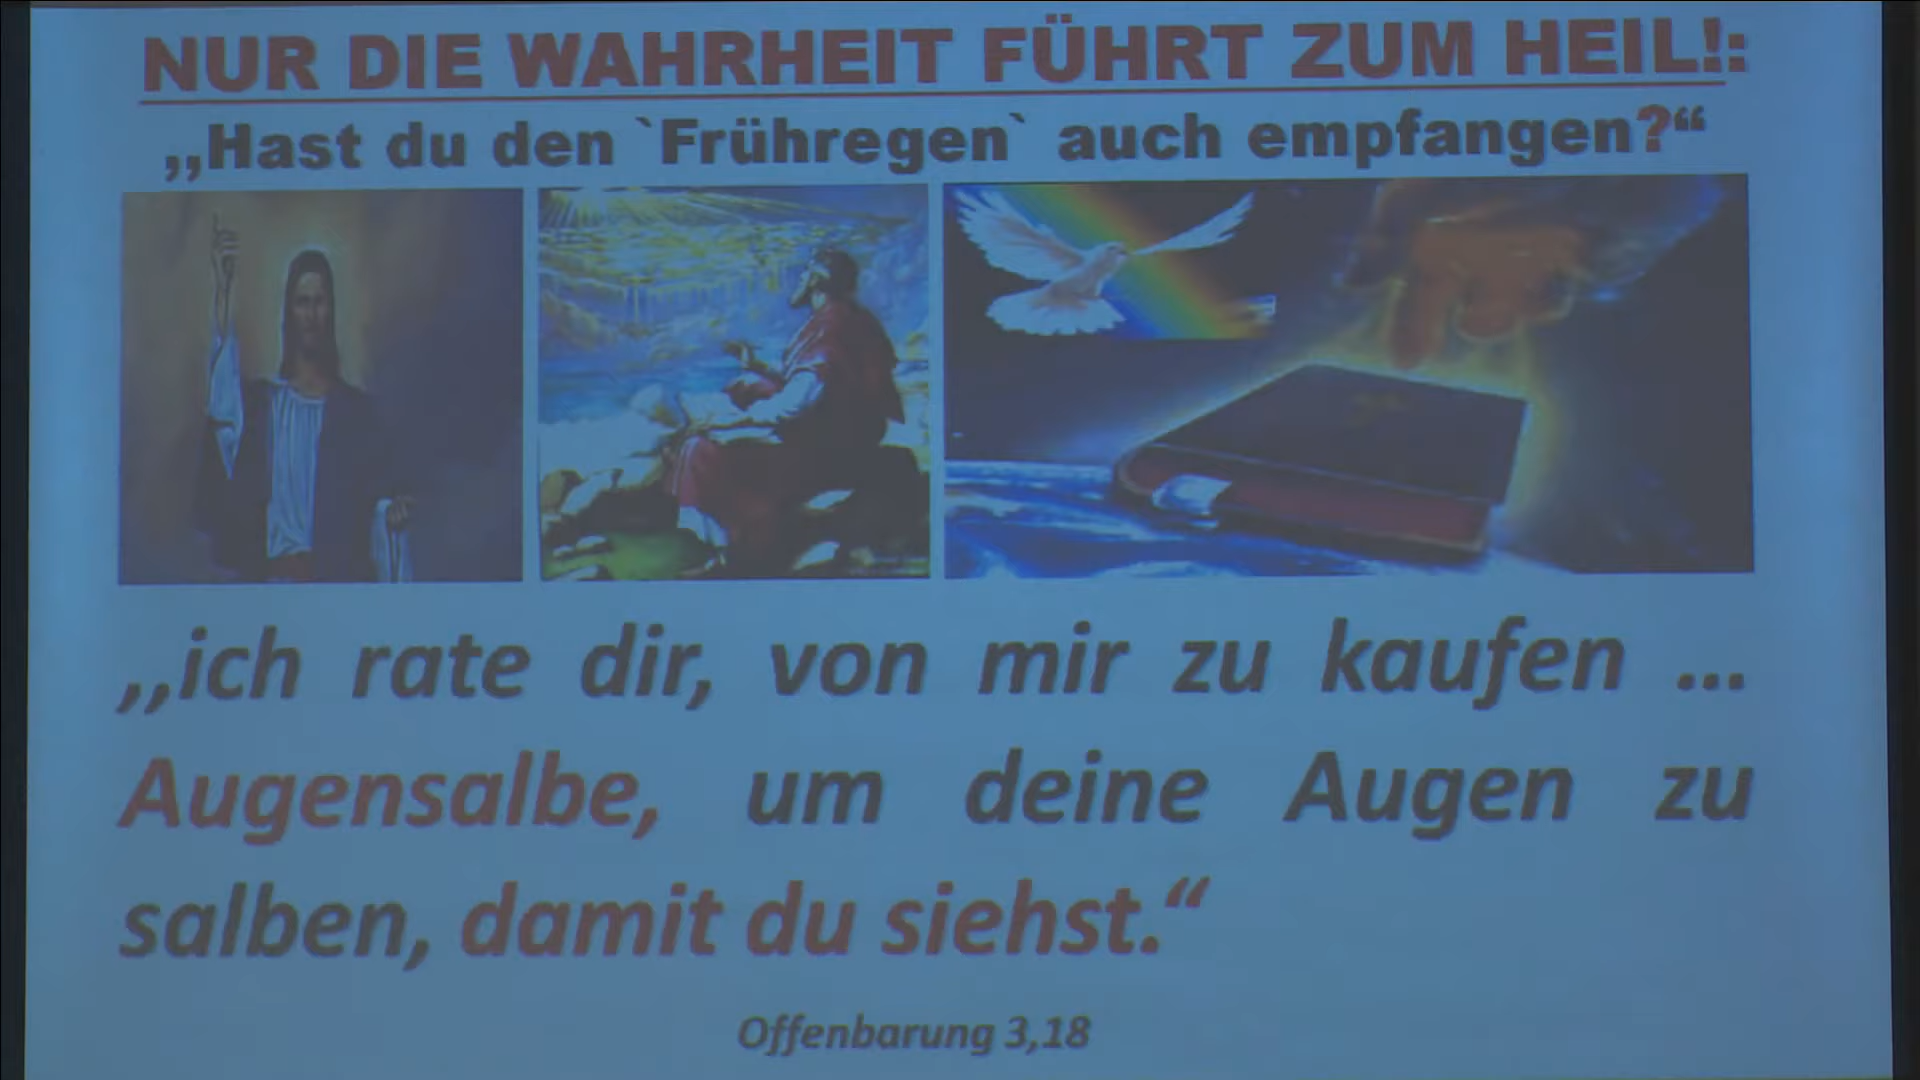 NUR DIE WAHRHEIT FÜHRT ZUM HEIL!:
,,Hast du den `Frühregen` auch empfangen?“
,,ich rate dir, von mir zu kaufen ...
Augensalbe, um deine Augen zu
salben, damit du siehst.“
Offenbarung 3,18